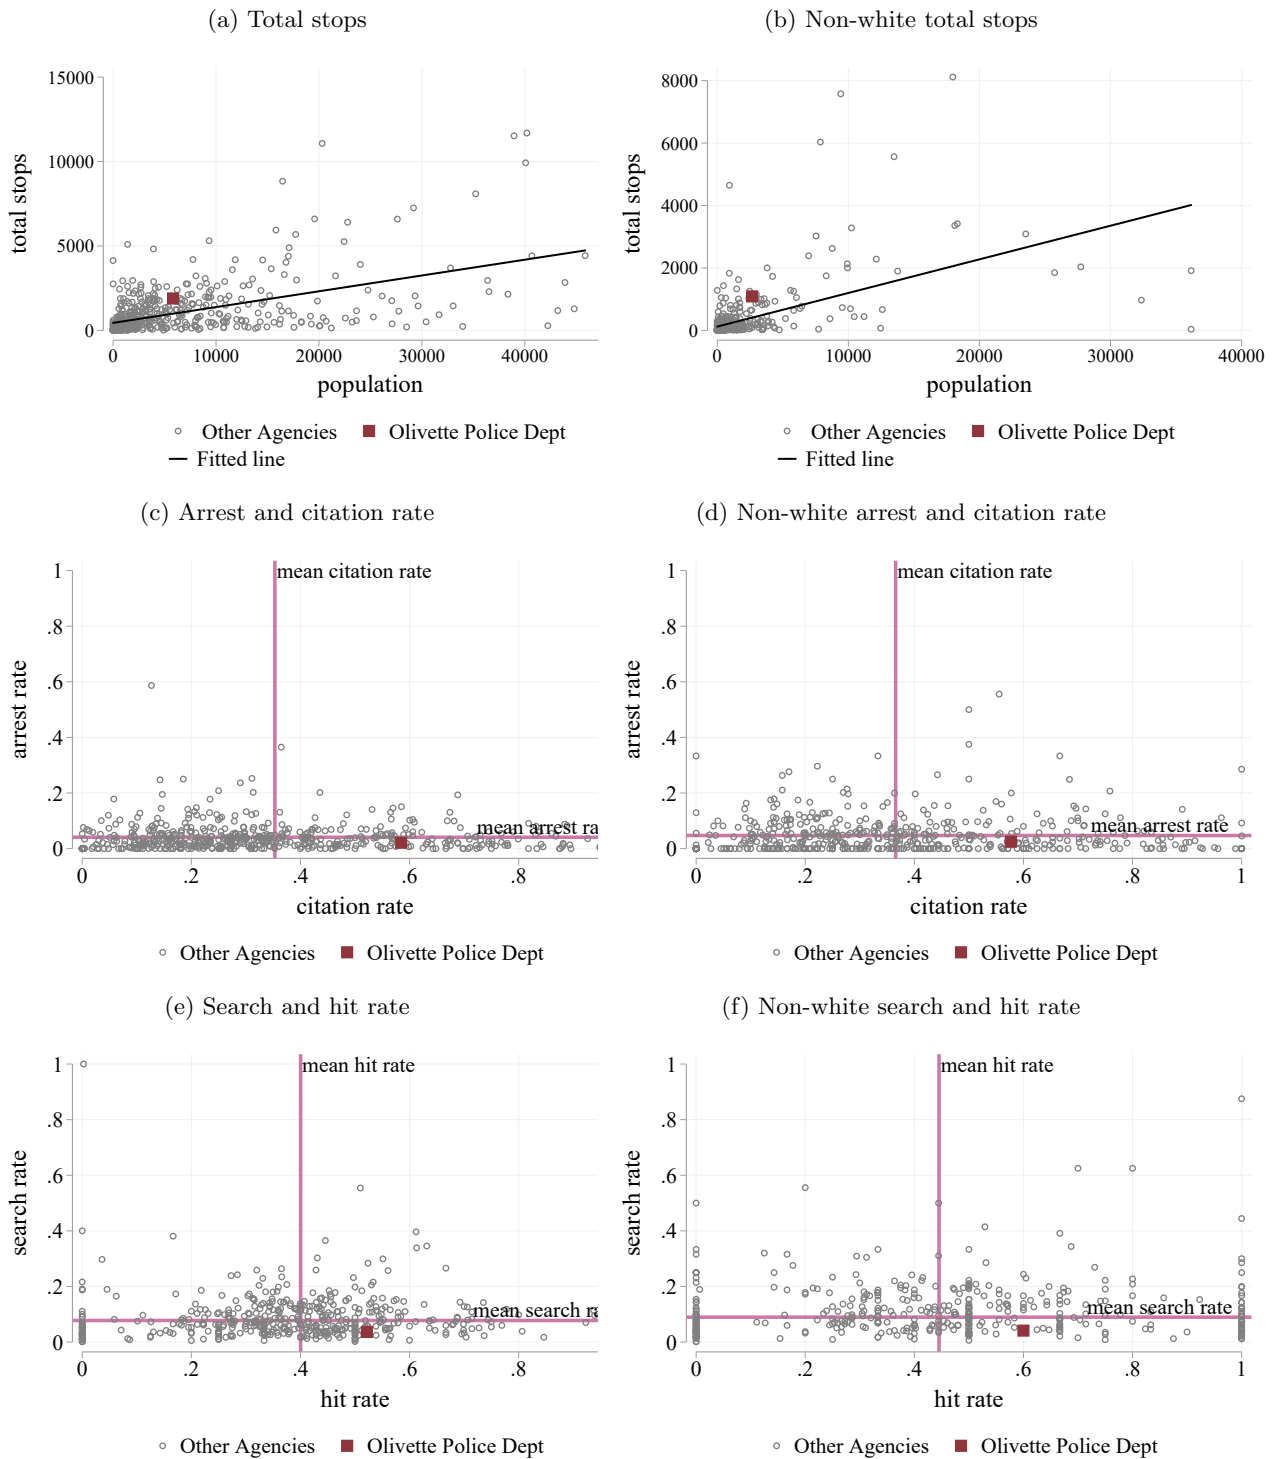 (a) Total stops
(b) Non-white total stops
15000
10000
5000
0
total stops
0 10000 20000 30000 40000
population
Other Agencies Olivette Police Dept
Fitted line
8000
6000
4000
2000
0
total stops
0 10000 20000 30000 40000
population
Other Agencies Olivette Police Dept
Fitted line
(c) Arrest and citation rate
(d) Non-white arrest and citation rate
1
.8
.6
.4
.2
0
arrest rate
mean citation rate
mean arrest ra
0 .2 .4 .6 .8
citation rate
Other Agencies Olivette Police Dept
1
.8
.6
.4
.2
0
arrest rate
mean citation rate
mean arrest rate
0 .2 .4 .6 .8 1
citation rate
Other Agencies Olivette Police Dept
(e) Search and hit rate
(f) Non-white search and hit rate
1
.8
.6
.4
.2
0
search rate
mean hit rate
mean search ra
0 .2 .4 .6 .8
hit rate
Other Agencies Olivette Police Dept
1
.8
.6
.4
.2
0
search rate
mean hit rate
mean search rate
0 .2 .4 .6 .8 1
hit rate
Other Agencies Olivette Police Dept